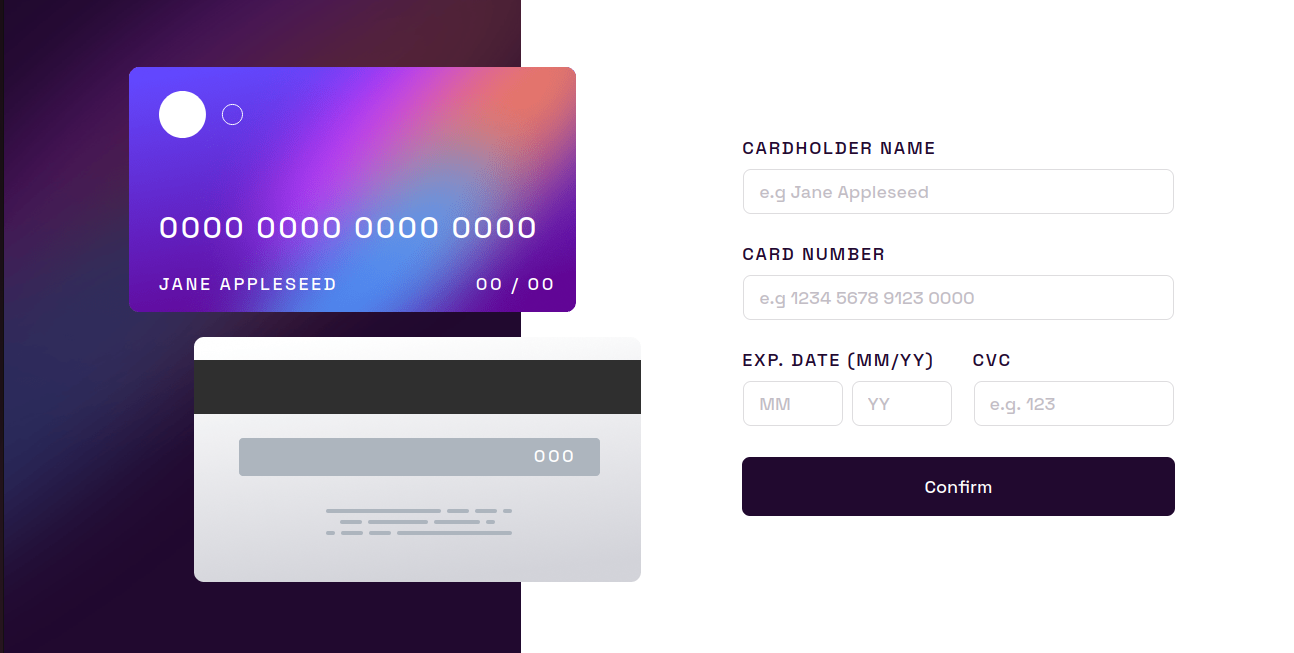 0000 0000 0000 0000
JANE APPLESEED 00 / 00
000
CARDHOLDER NAME
e.g Jane Appleseed
CARD NUMBER
e.g 1234 5678 9123 0000
EXP. DATE (MM/YY) CVC
MM YY e.g. 123
Confirm